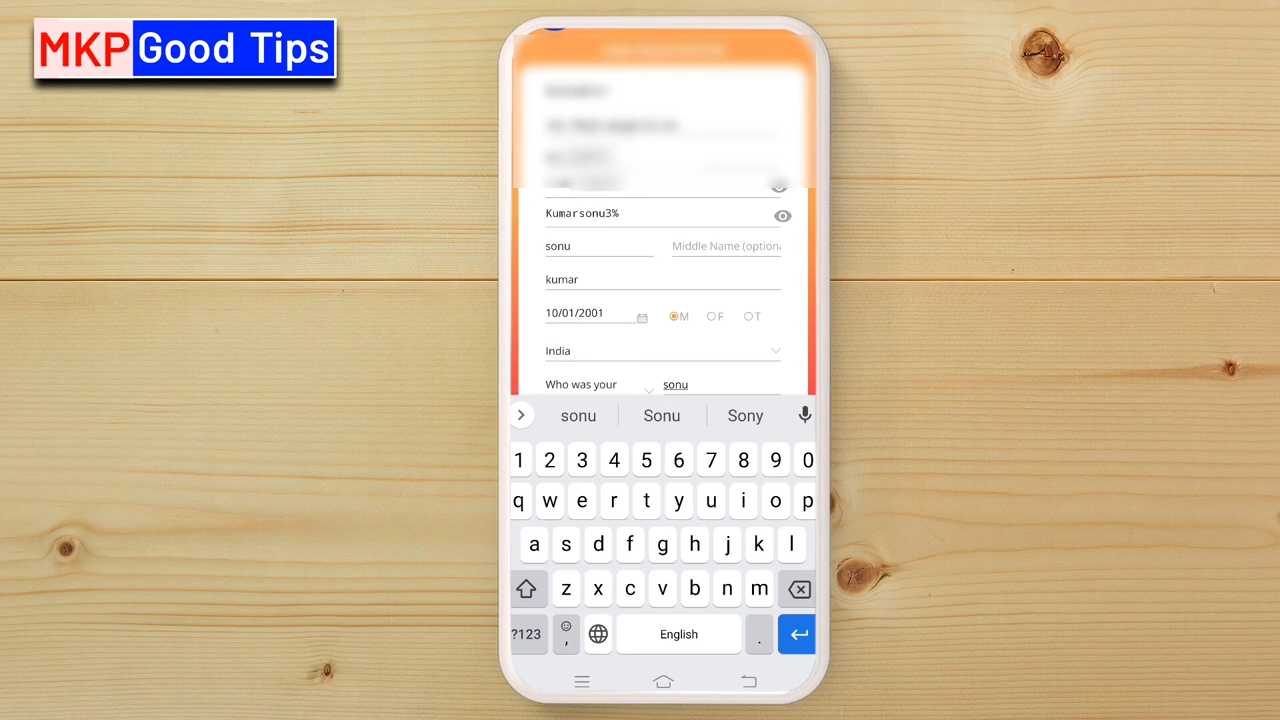 MKP Good Tips
Kumarsonu3%
sonu Middle Name (optiona
kumar
10/01/2001 M F T
India
Who was your sonu
sonu Sonu Sony
1 2 3 4 5 6 7 8 9 0
q w e r t y u i o p
a s d f g h j k l
z x c v b n m
?123 , English .